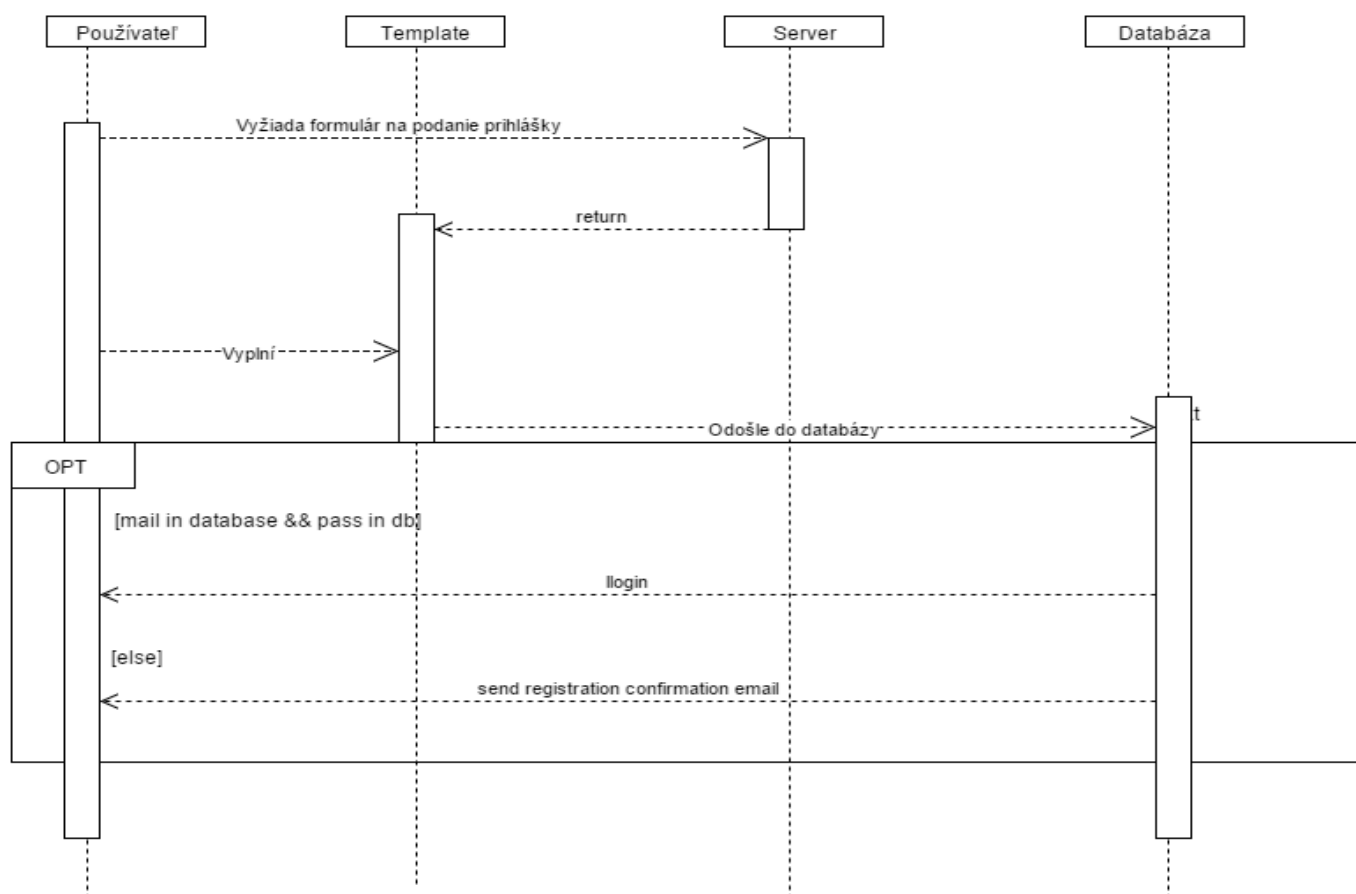 Používateľ
Template
Server
Databáza
Vyžiada formulár na podanie prihlášky
return
Vyplní
Odošle do databázy
OPT
[mail in database && pass in db]
llogin
[else]
send registration confirmation email